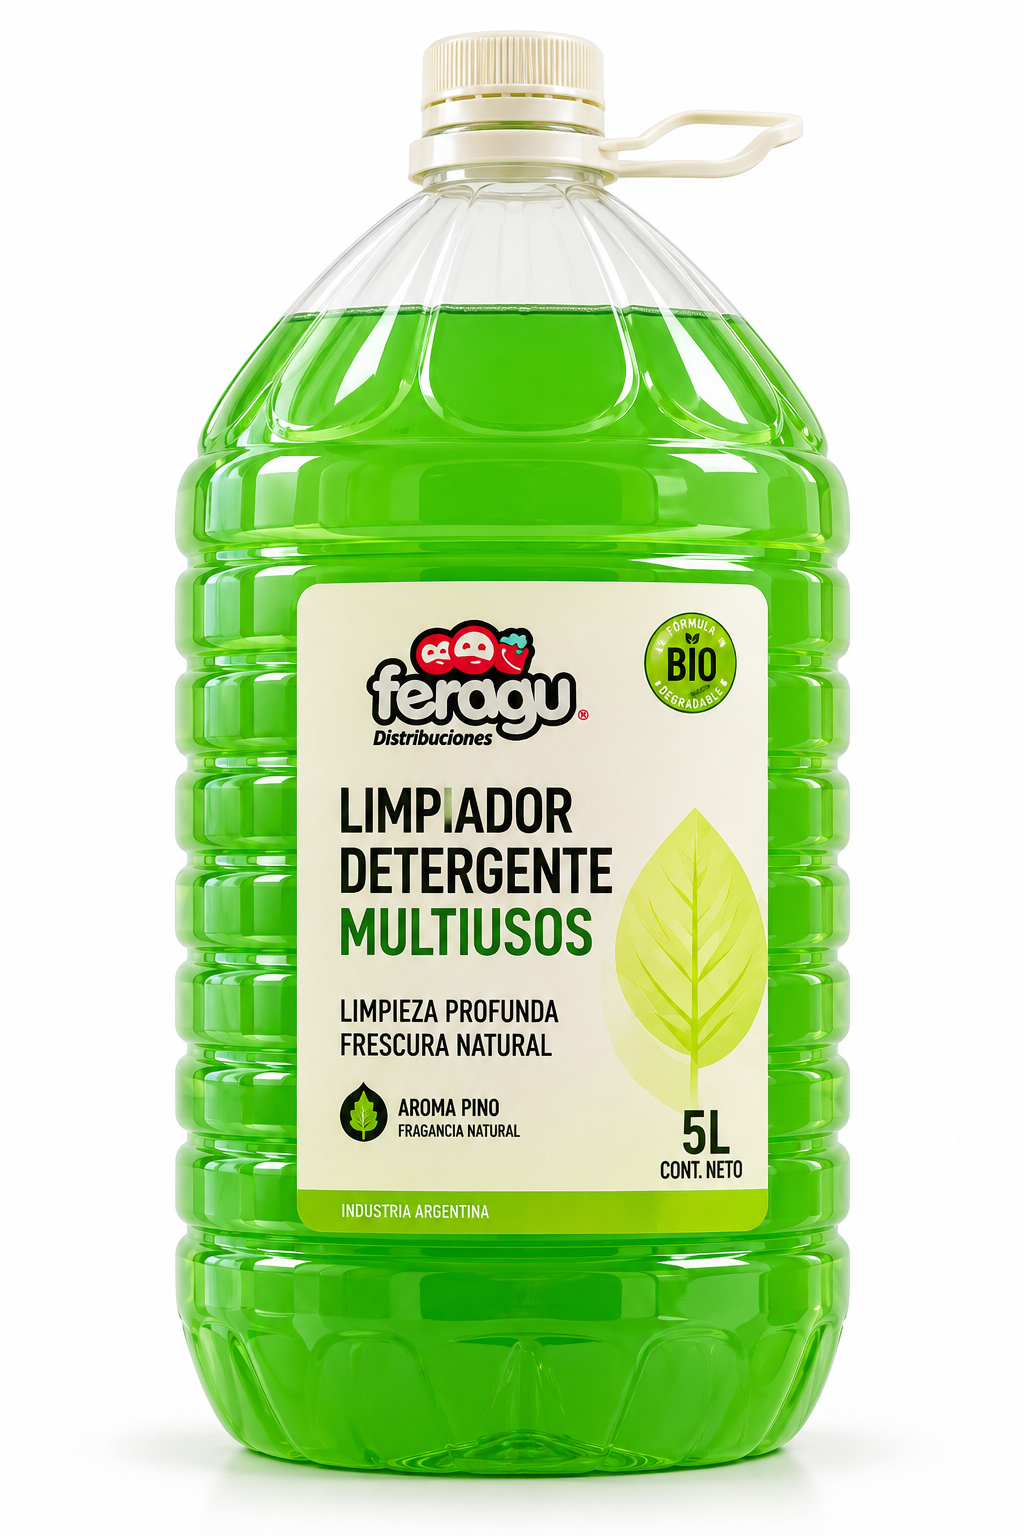 feragu®
Distribuciones
FÓRMULA
BIO
DEGRADABLE
LIMPIADOR
DETERGENTE
MULTIUSOS
LIMPIEZA PROFUNDA
FRESCURA NATURAL
AROMA PINO
FRAGANCIA NATURAL
5L
CONT. NETO
INDUSTRIA ARGENTINA